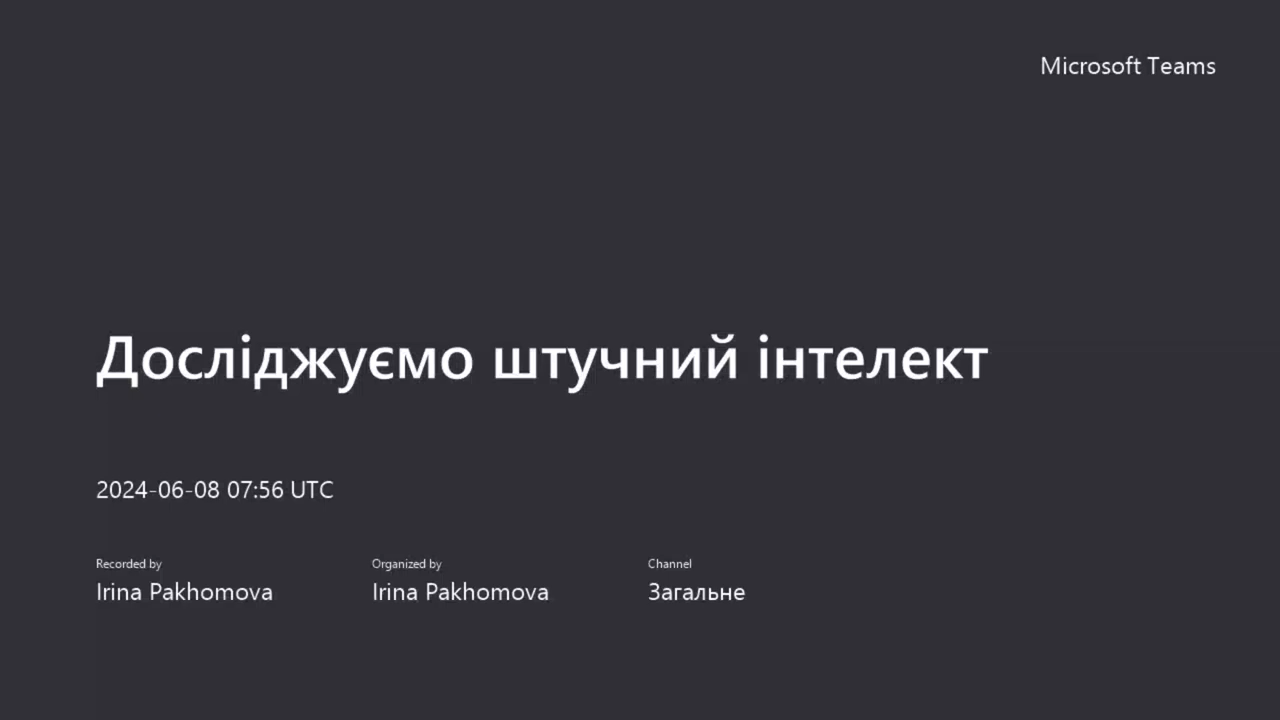 Microsoft Teams
Досліджуємо штучний інтелект
2024-06-08 07:56 UTC
Recorded by
Irina Pakhomova
Organized by
Irina Pakhomova
Channel
Загальне